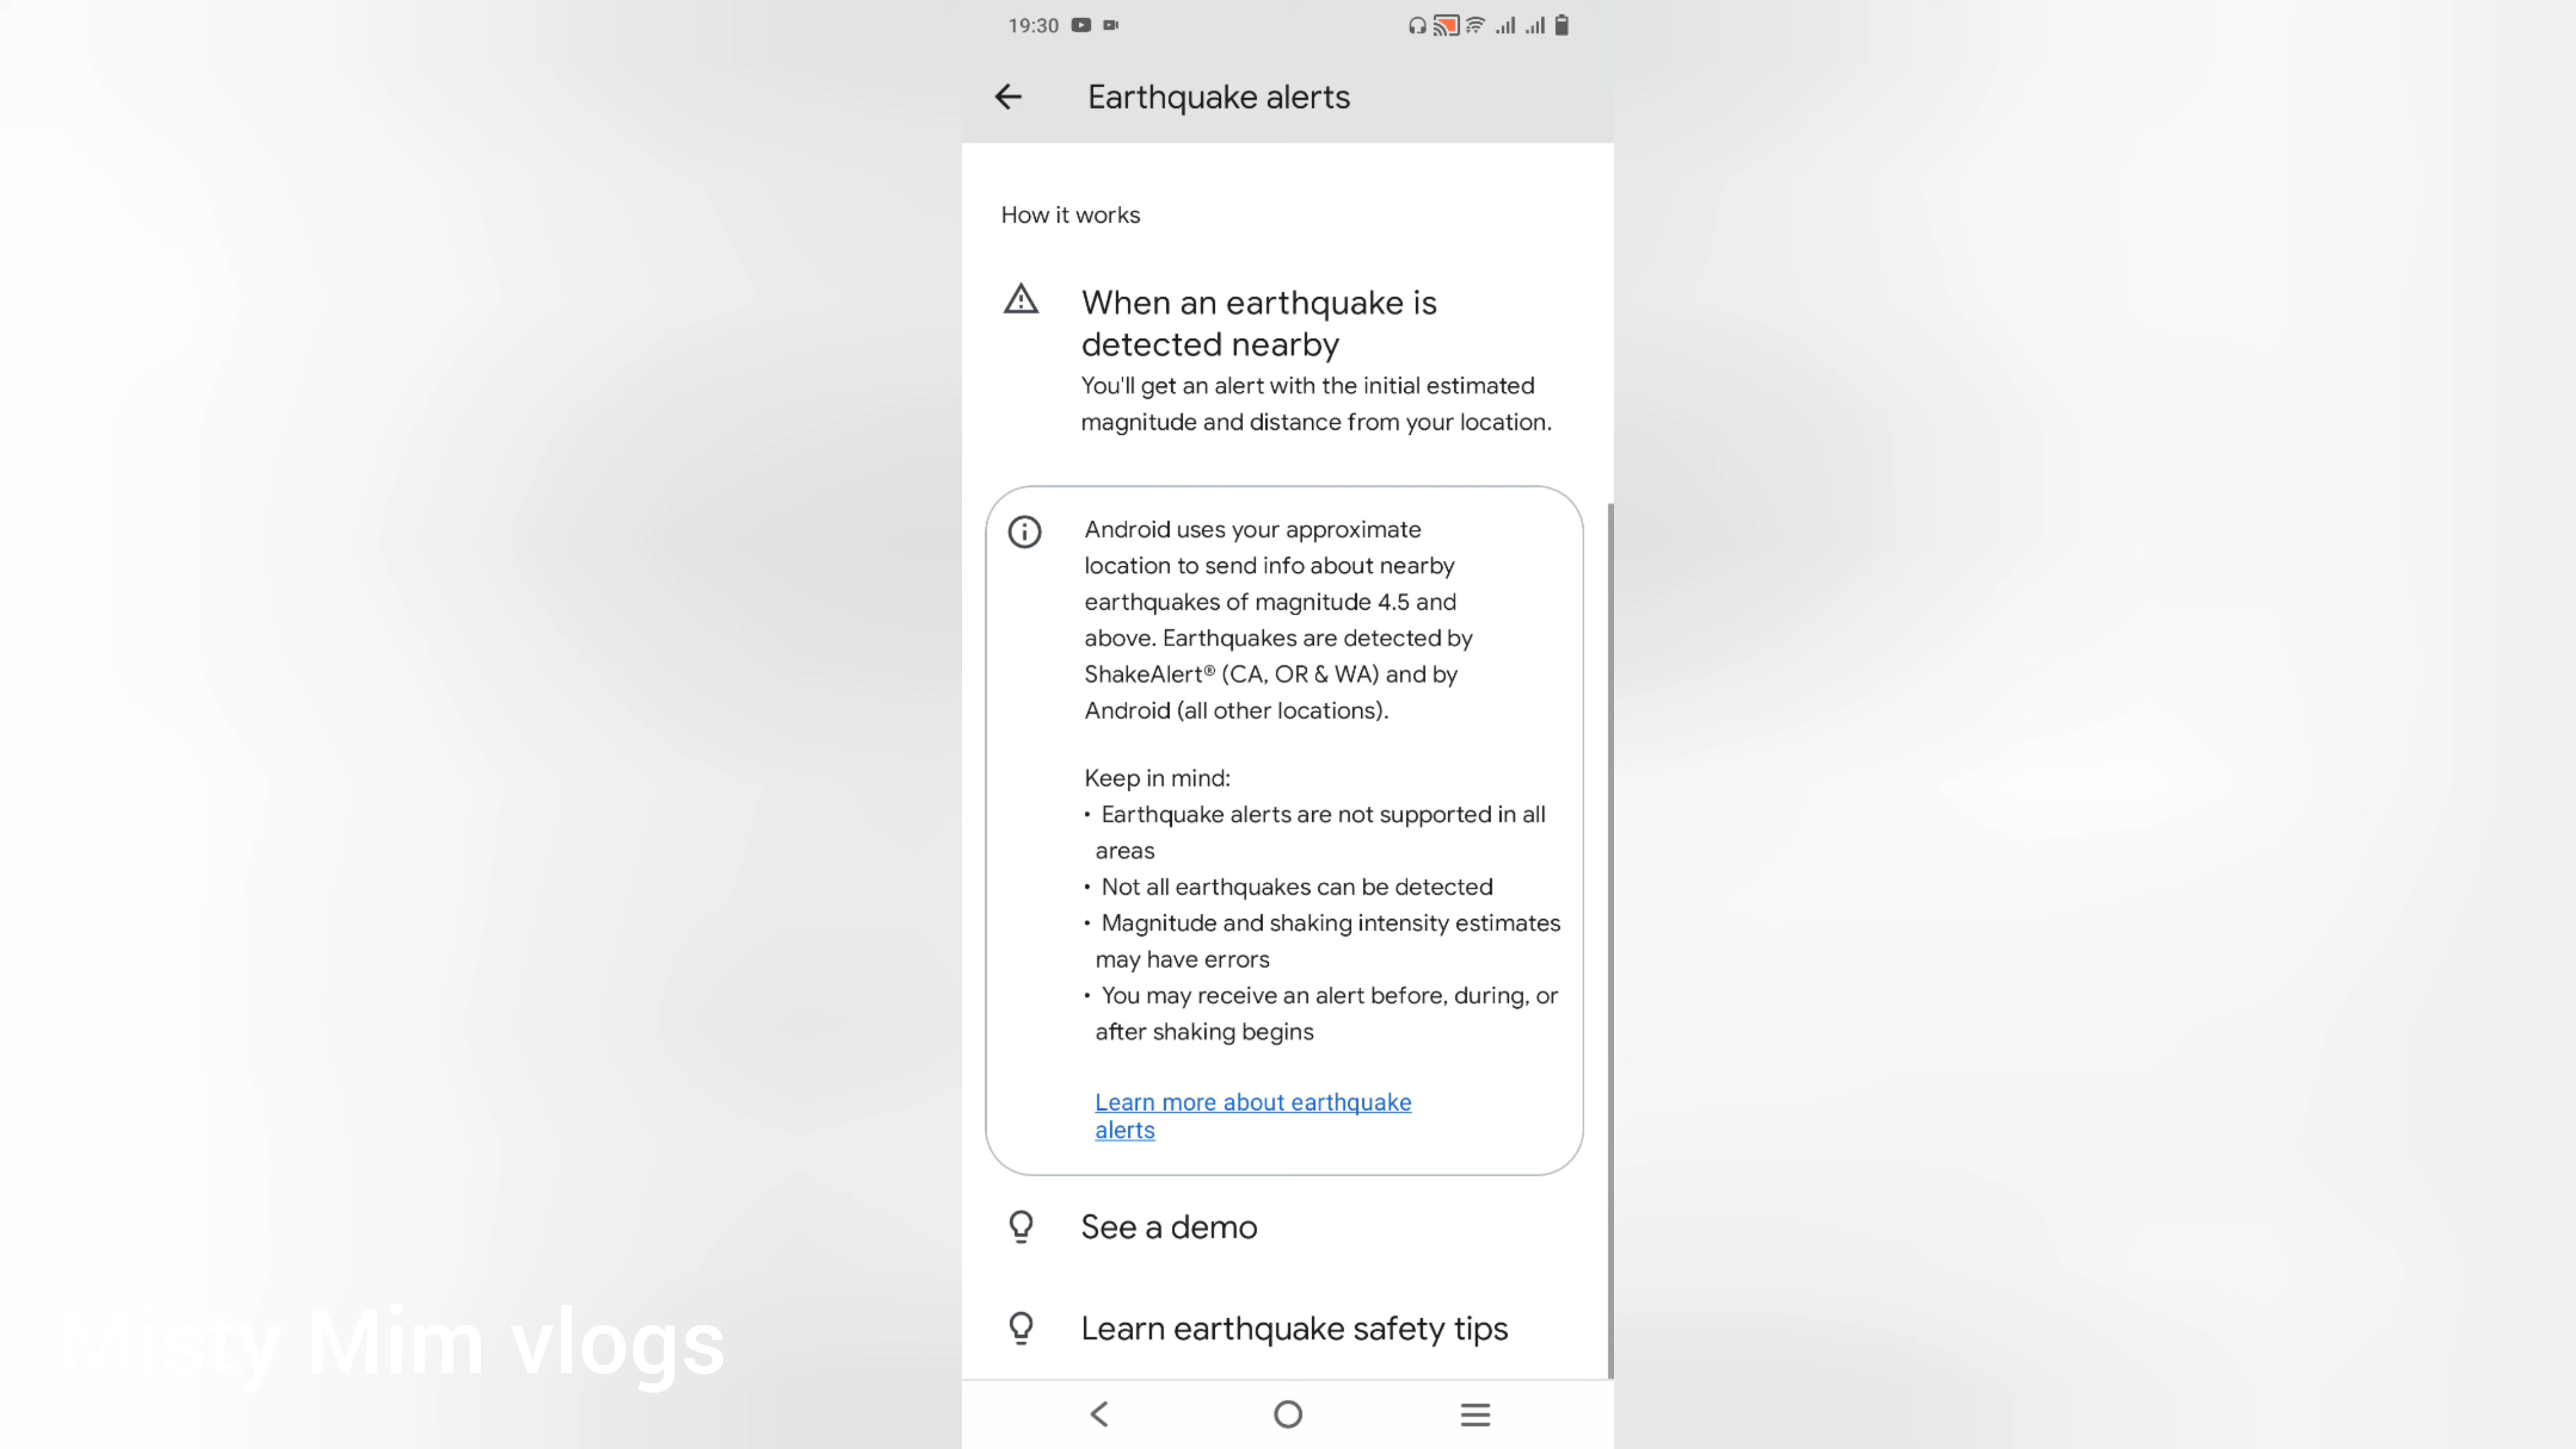 19:30
Earthquake alerts
How it works
When an earthquake is
detected nearby
You'll get an alert with the initial estimated
magnitude and distance from your location.
Android uses your approximate
location to send info about nearby
earthquakes of magnitude 4.5 and
above. Earthquakes are detected by
ShakeAlert® (CA, OR & WA) and by
Android (all other locations).
Keep in mind:
• Earthquake alerts are not supported in all
areas
• Not all earthquakes can be detected
• Magnitude and shaking intensity estimates
may have errors
• You may receive an alert before, during, or
after shaking begins
Learn more about earthquake
alerts
See a demo
Learn earthquake safety tips
Misty Mim vlogs